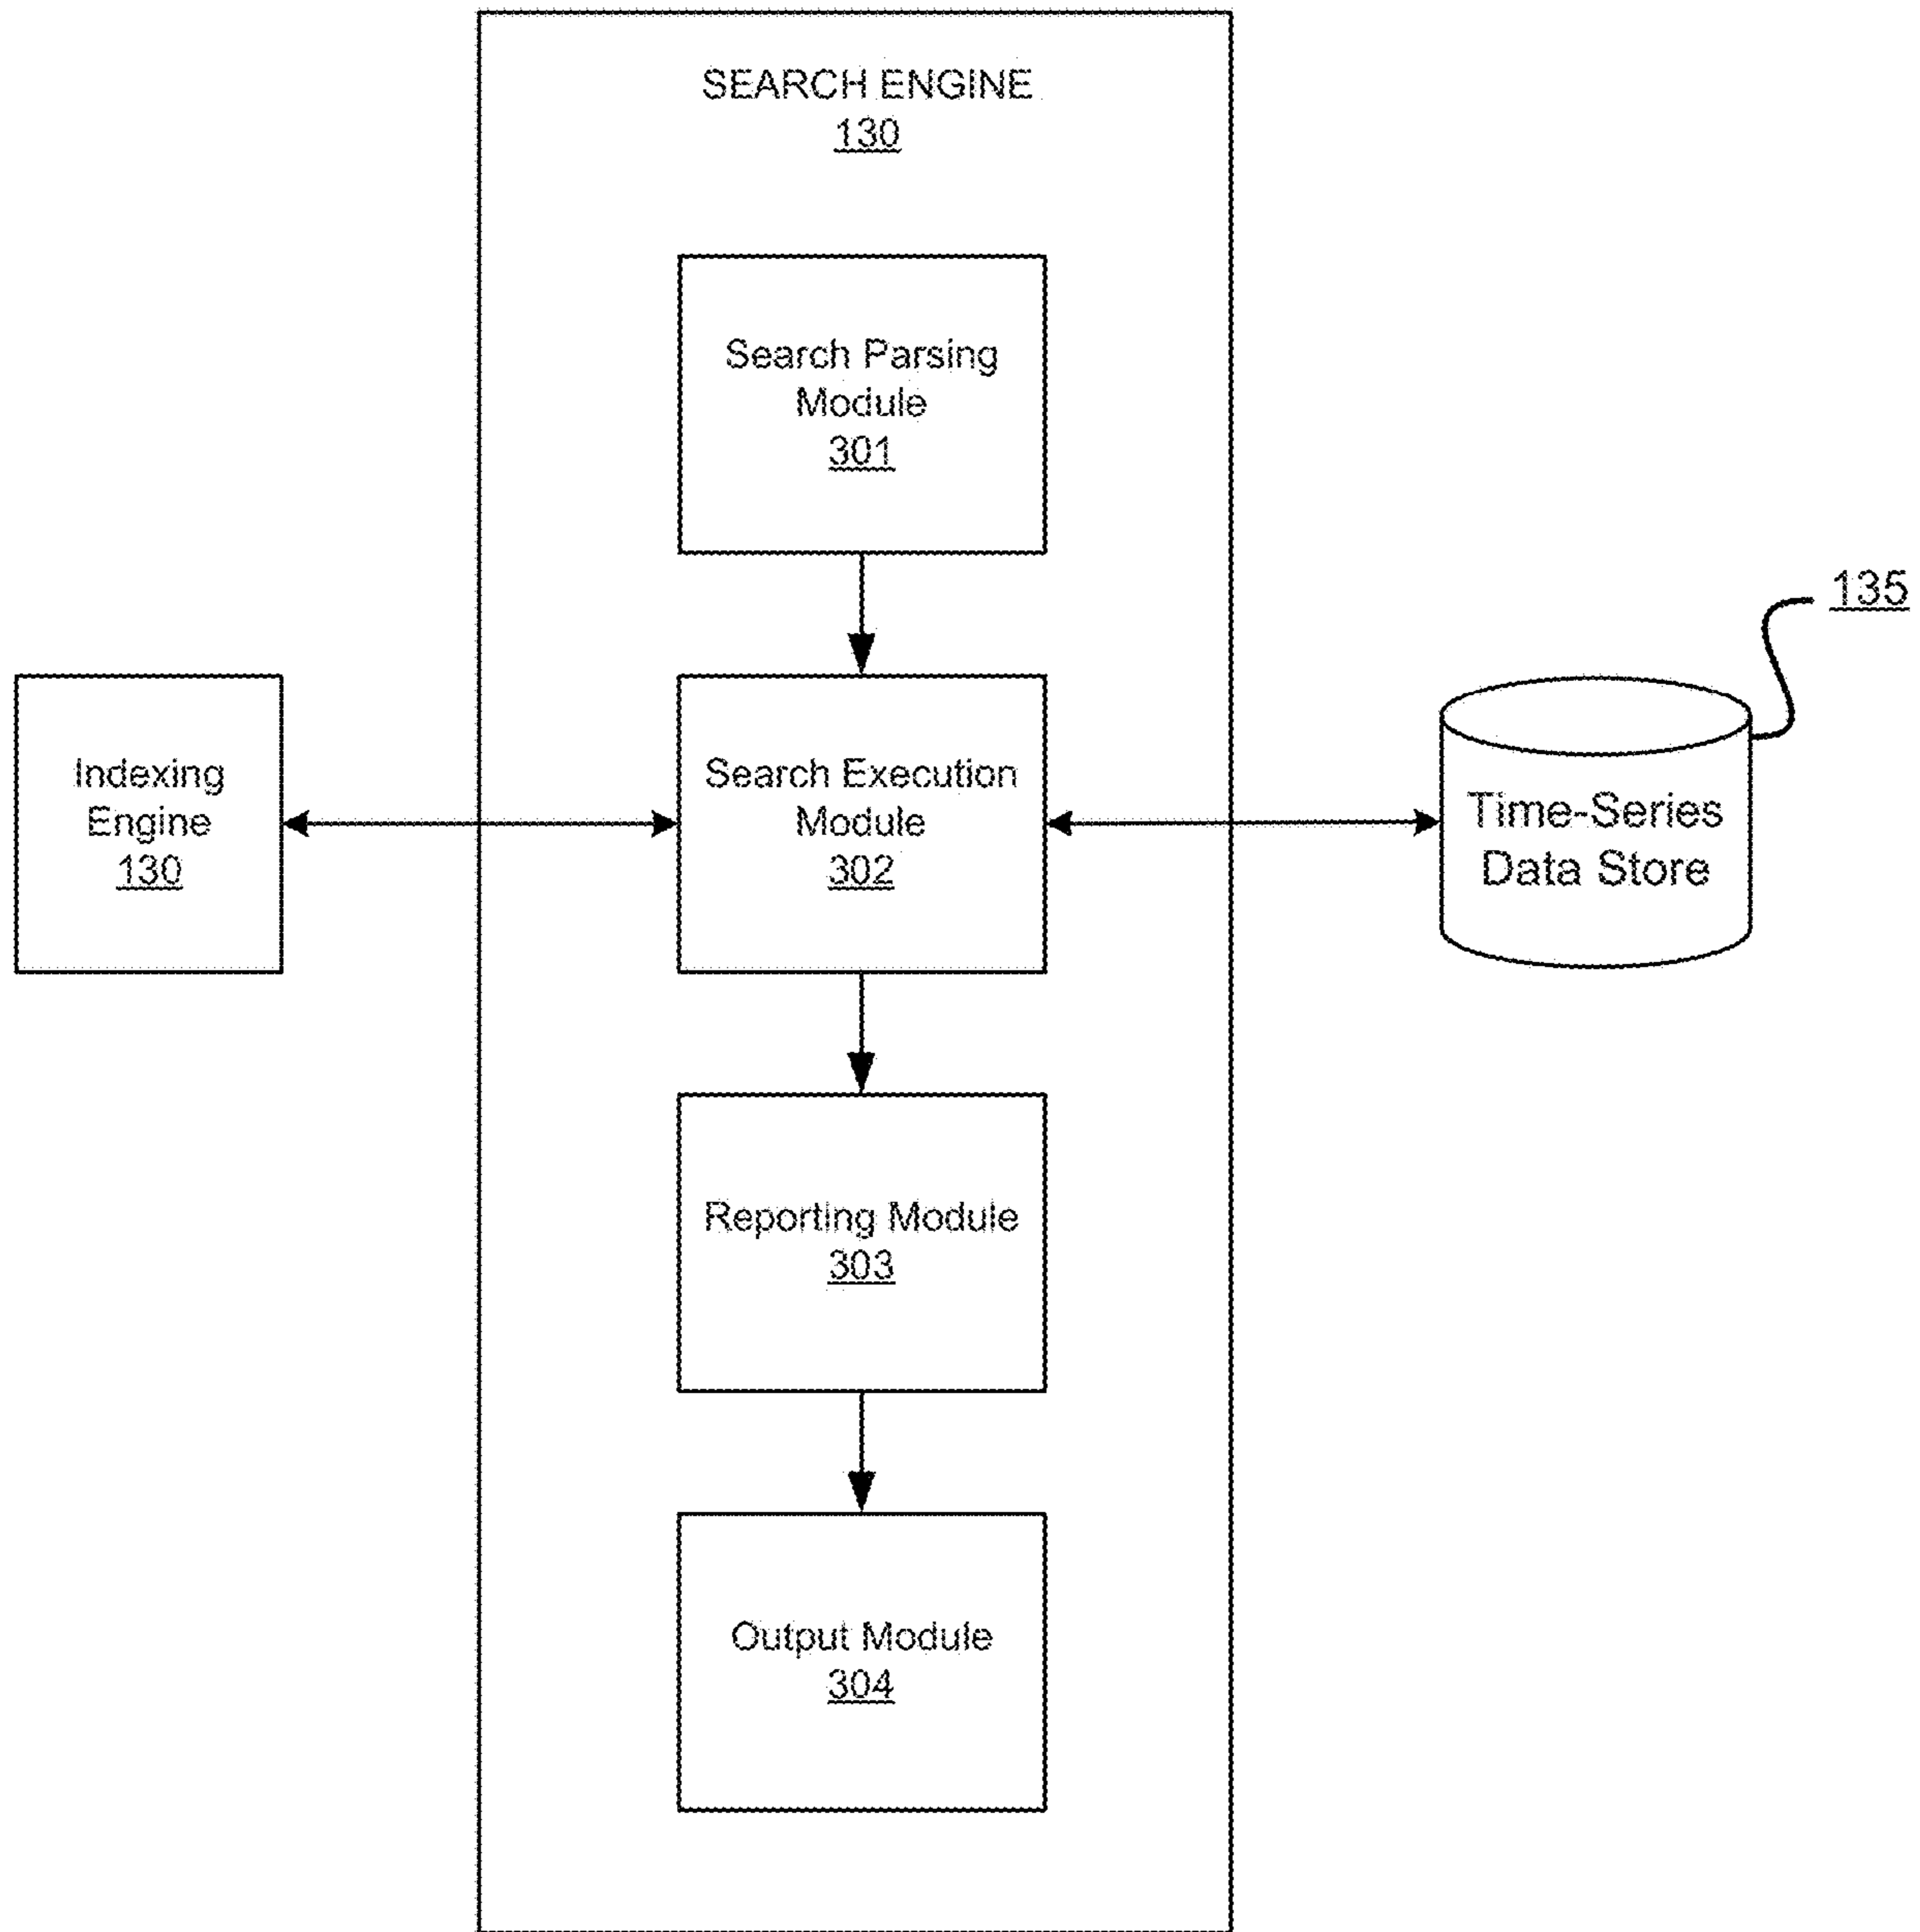 SEARCH ENGINE
130
Search Parsing
Module
301
135
Indexing
Engine
130
Search Execution
Module
302
Time-Series
Data Store
Reporting Module
303
Output Module
304